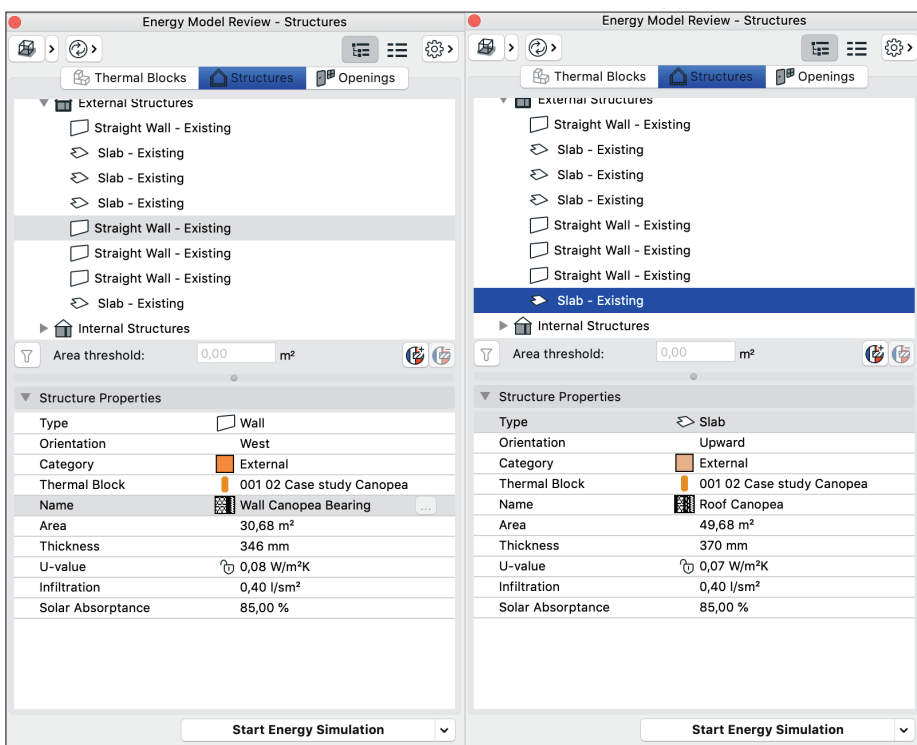 Energy Model Review - Structures
Thermal Blocks Structures Openings
External Structures
Straight Wall - Existing
Slab - Existing
Slab - Existing
Slab - Existing
Straight Wall - Existing
Straight Wall - Existing
Straight Wall - Existing
Slab - Existing
Internal Structures
Area threshold: 0,00 m²
Structure Properties
Type Wall
Orientation West
Category External
Thermal Block 001 02 Case study Canopea
Name Wall Canopea Bearing ...
Area 30,68 m²
Thickness 346 mm
U-value 0,08 W/m²K
Infiltration 0,40 l/sm²
Solar Absorptance 85,00 %
Start Energy Simulation
Energy Model Review - Structures
Thermal Blocks Structures Openings
External Structures
Straight Wall - Existing
Slab - Existing
Slab - Existing
Slab - Existing
Straight Wall - Existing
Straight Wall - Existing
Straight Wall - Existing
Slab - Existing
Internal Structures
Area threshold: 0,00 m²
Structure Properties
Type Slab
Orientation Upward
Category External
Thermal Block 001 02 Case study Canopea
Name Roof Canopea
Area 49,68 m²
Thickness 370 mm
U-value 0,07 W/m²K
Infiltration 0,40 l/sm²
Solar Absorptance 85,00 %
Start Energy Simulation